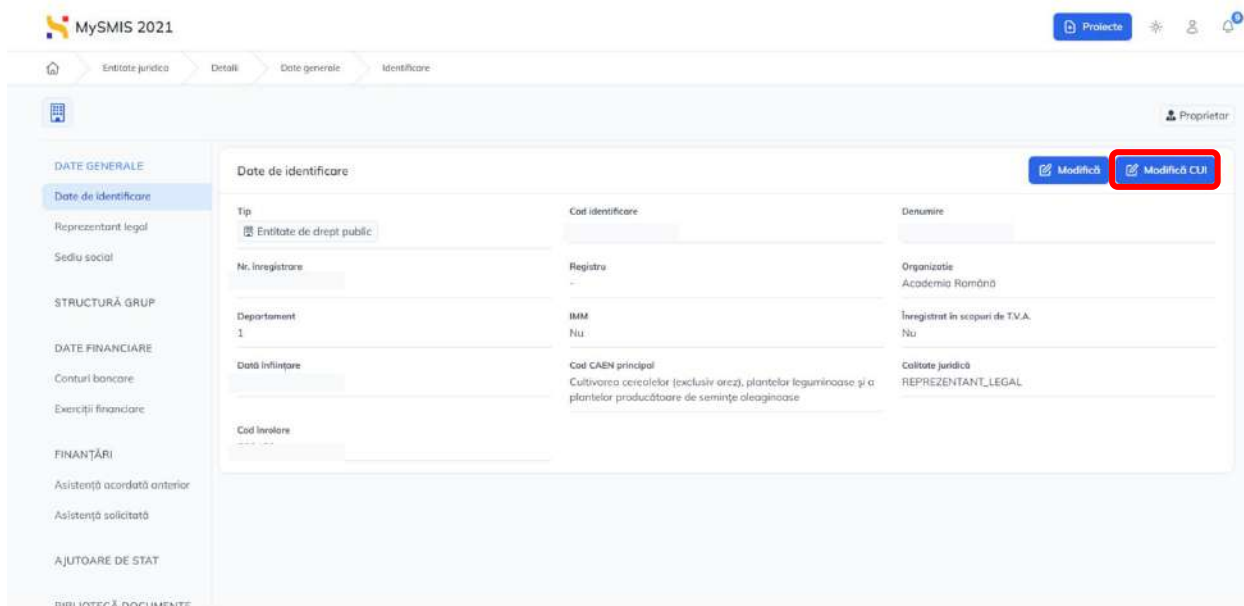 MySMIS 2021
Proiecte
9
Entitate juridica
Detalii
Date generale
Identificare
Proprietar
DATE GENERALE
Date de identificare
Reprezentant legal
Sediu social
STRUCTURĂ GRUP
DATE FINANCIARE
Conturi bancare
Exerciții financiare
FINANȚĂRI
Asistență acordată anterior
Asistență solicitată
AJUTOARE DE STAT
BIBLIOTECĂ DOCUMENTE
Date de identificare
Modifică
Modifică CUI
Tip
Entitate de drept public
Cod identificare
Denumire
Nr. înregistrare
Registru
-
Organizatie
Academia Română
Departament
1
IMM
Nu
Înregistrat în scopuri de T.V.A.
Nu
Dată înființare
Cod CAEN principal
Cultivarea cerealelor (exclusiv orez), plantelor leguminoase și a
plantelor producătoare de semințe oleaginoase
Calitate juridică
REPREZENTANT_LEGAL
Cod înrolare